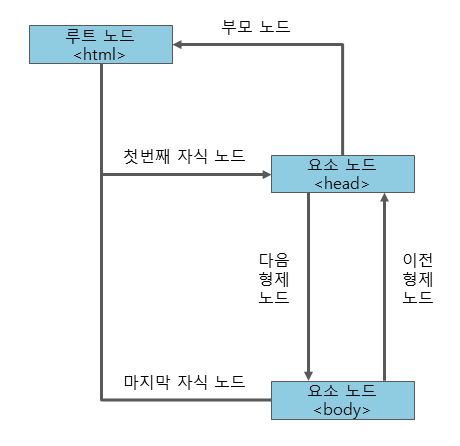 부모 노드
루트 노드
<html>
첫번째 자식 노드
요소 노드
<head>
다음
형제
노드
이전
형제
노드
마지막 자식 노드
요소 노드
<body>